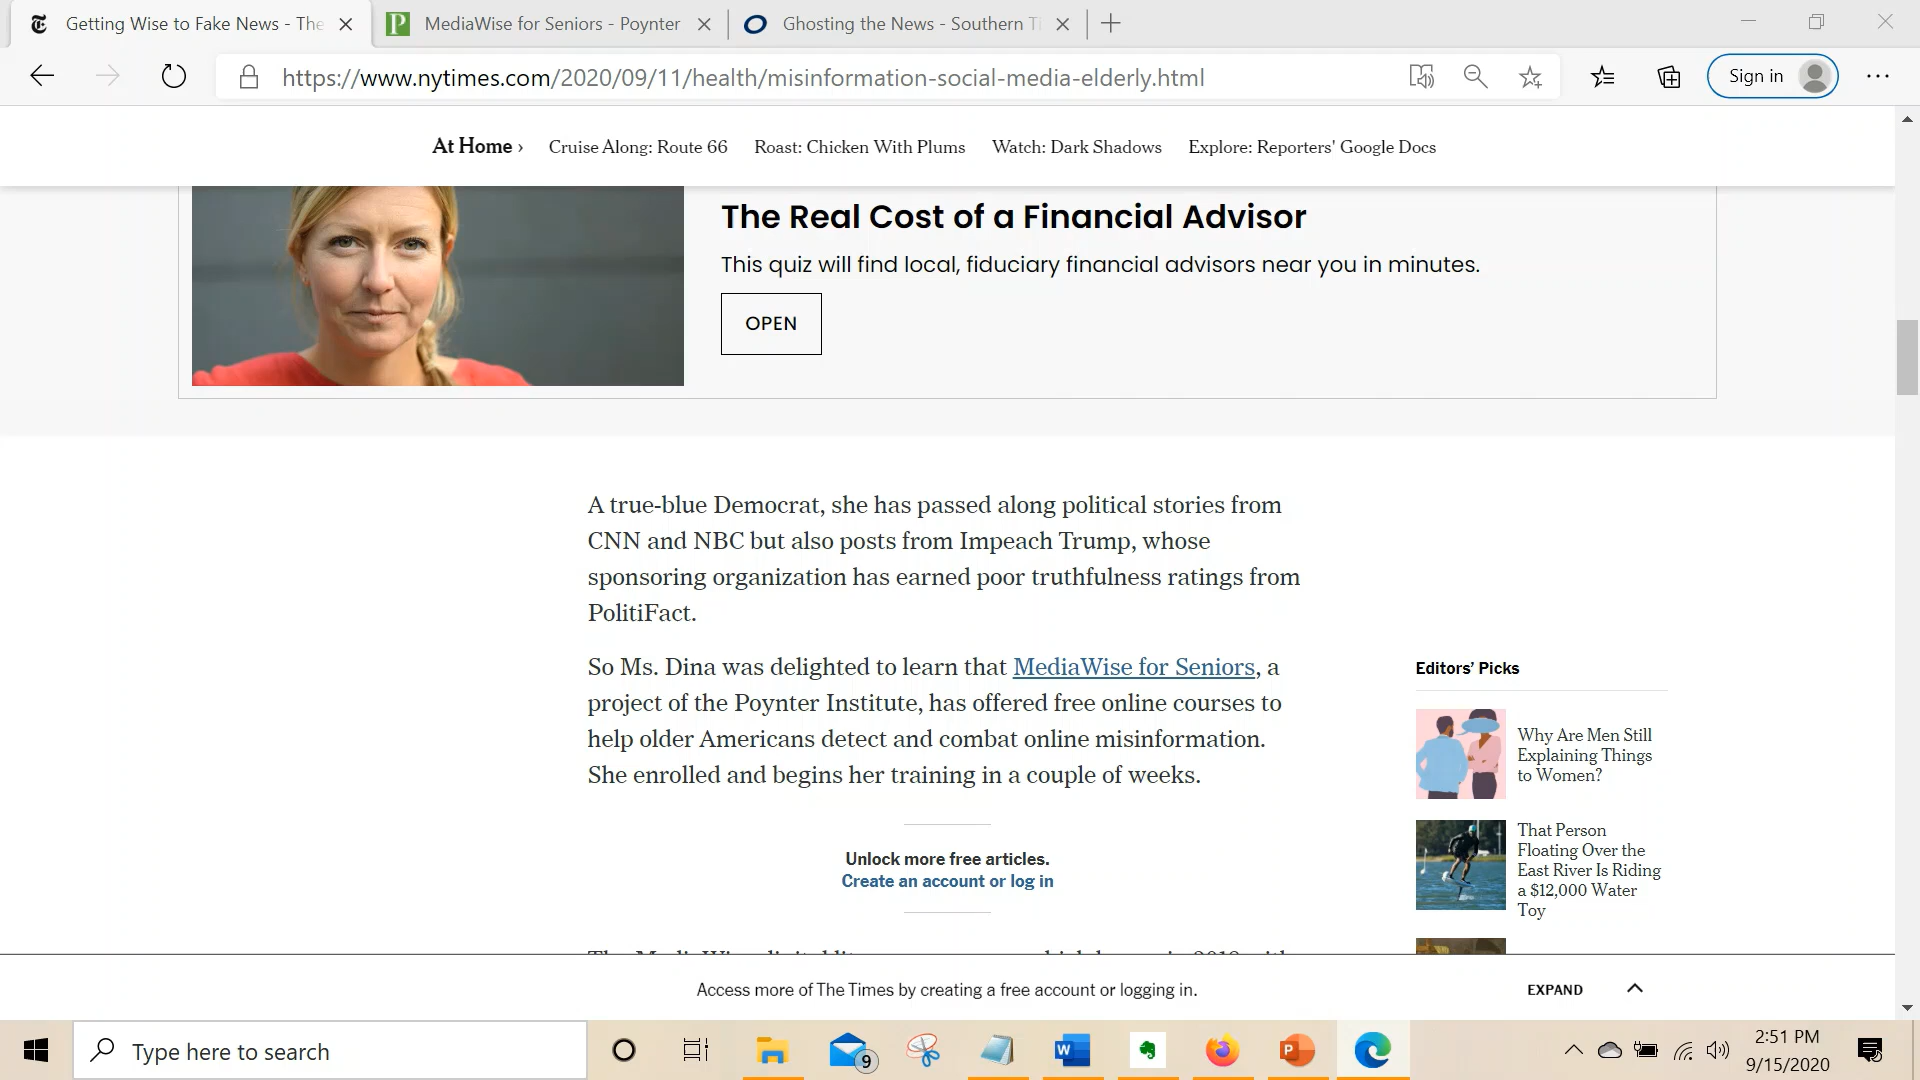 Getting Wise to Fake News - The
MediaWise for Seniors - Poynter
Ghosting the News - Southern Ti
https://www.nytimes.com/2020/09/11/health/misinformation-social-media-elderly.html
Sign in
At Home ›
Cruise Along: Route 66
Roast: Chicken With Plums
Watch: Dark Shadows
Explore: Reporters' Google Docs
The Real Cost of a Financial Advisor
This quiz will find local, fiduciary financial advisors near you in minutes.
OPEN
A true-blue Democrat, she has passed along political stories from
CNN and NBC but also posts from Impeach Trump, whose
sponsoring organization has earned poor truthfulness ratings from
PolitiFact.
So Ms. Dina was delighted to learn that MediaWise for Seniors, a
project of the Poynter Institute, has offered free online courses to
help older Americans detect and combat online misinformation.
She enrolled and begins her training in a couple of weeks.
Unlock more free articles.
Create an account or log in
Editors' Picks
Why Are Men Still
Explaining Things
to Women?
That Person
Floating Over the
East River Is Riding
a $12,000 Water
Toy
Access more of The Times by creating a free account or logging in.
EXPAND
Type here to search
9
2:51 PM
9/15/2020